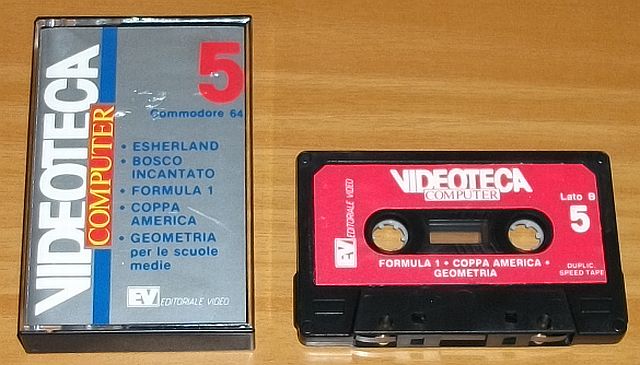 VIDEOTECA
COMPUTER
5
Commodore 64
• ESHERLAND
• BOSCO
INCANTATO
• FORMULA 1
• COPPA
AMERICA
• GEOMETRIA
per le scuole
medie
EV EDITORIALE VIDEO
VIDEOTECA
COMPUTER
Lato B
5
EV EDITORIALE VIDEO
FORMULA 1 • COPPA AMERICA •
GEOMETRIA
DUPLIC.
SPEED TAPE